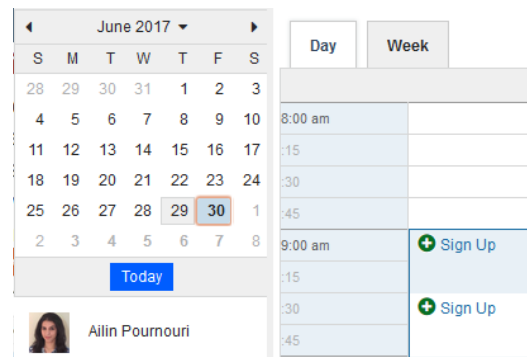 June 2017
S M T W T F S
28 29 30 31 1 2 3
4 5 6 7 8 9 10
11 12 13 14 15 16 17
18 19 20 21 22 23 24
25 26 27 28 29 30 1
2 3 4 5 6 7 8
Today
Ailin Pournouri
Day Week
8:00 am
:15
:30
:45
9:00 am Sign Up
:15
:30 Sign Up
:45